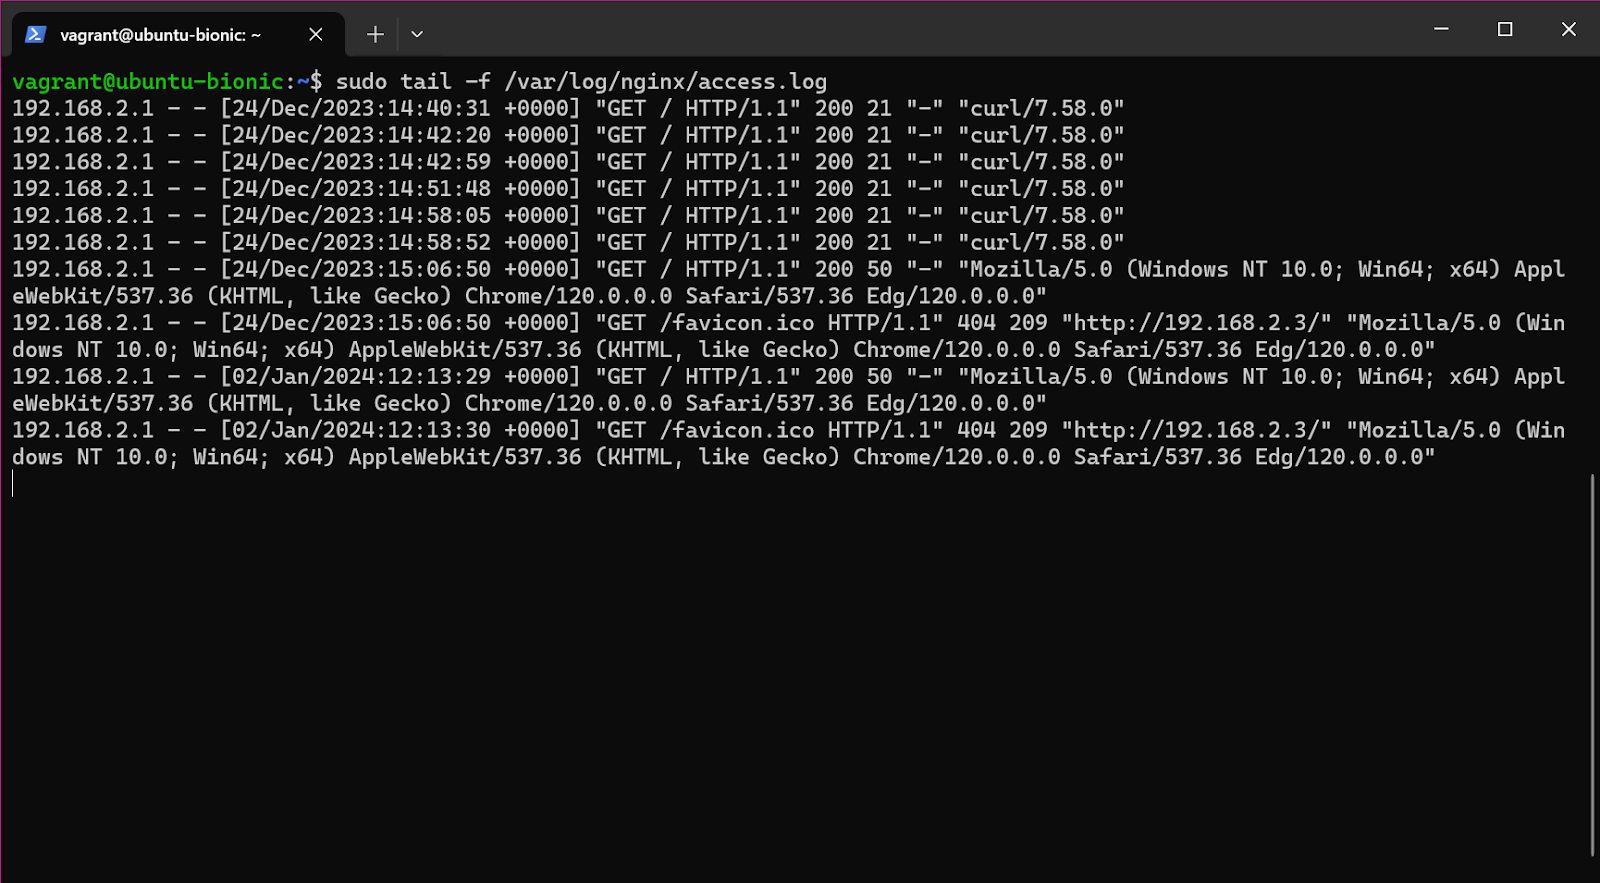 vagrant@ubuntu-bionic: ~
vagrant@ubuntu-bionic:~$ sudo tail -f /var/log/nginx/access.log
192.168.2.1 - - [24/Dec/2023:14:40:31 +0000] "GET / HTTP/1.1" 200 21 "-" "curl/7.58.0"
192.168.2.1 - - [24/Dec/2023:14:42:20 +0000] "GET / HTTP/1.1" 200 21 "-" "curl/7.58.0"
192.168.2.1 - - [24/Dec/2023:14:42:59 +0000] "GET / HTTP/1.1" 200 21 "-" "curl/7.58.0"
192.168.2.1 - - [24/Dec/2023:14:51:48 +0000] "GET / HTTP/1.1" 200 21 "-" "curl/7.58.0"
192.168.2.1 - - [24/Dec/2023:14:58:05 +0000] "GET / HTTP/1.1" 200 21 "-" "curl/7.58.0"
192.168.2.1 - - [24/Dec/2023:14:58:52 +0000] "GET / HTTP/1.1" 200 21 "-" "curl/7.58.0"
192.168.2.1 - - [24/Dec/2023:15:06:50 +0000] "GET / HTTP/1.1" 200 50 "-" "Mozilla/5.0 (Windows NT 10.0; Win64; x64) Appl
eWebKit/537.36 (KHTML, like Gecko) Chrome/120.0.0.0 Safari/537.36 Edg/120.0.0.0"
192.168.2.1 - - [24/Dec/2023:15:06:50 +0000] "GET /favicon.ico HTTP/1.1" 404 209 "http://192.168.2.3/" "Mozilla/5.0 (Win
dows NT 10.0; Win64; x64) AppleWebKit/537.36 (KHTML, like Gecko) Chrome/120.0.0.0 Safari/537.36 Edg/120.0.0.0"
192.168.2.1 - - [02/Jan/2024:12:13:29 +0000] "GET / HTTP/1.1" 200 50 "-" "Mozilla/5.0 (Windows NT 10.0; Win64; x64) Appl
eWebKit/537.36 (KHTML, like Gecko) Chrome/120.0.0.0 Safari/537.36 Edg/120.0.0.0"
192.168.2.1 - - [02/Jan/2024:12:13:30 +0000] "GET /favicon.ico HTTP/1.1" 404 209 "http://192.168.2.3/" "Mozilla/5.0 (Win
dows NT 10.0; Win64; x64) AppleWebKit/537.36 (KHTML, like Gecko) Chrome/120.0.0.0 Safari/537.36 Edg/120.0.0.0"